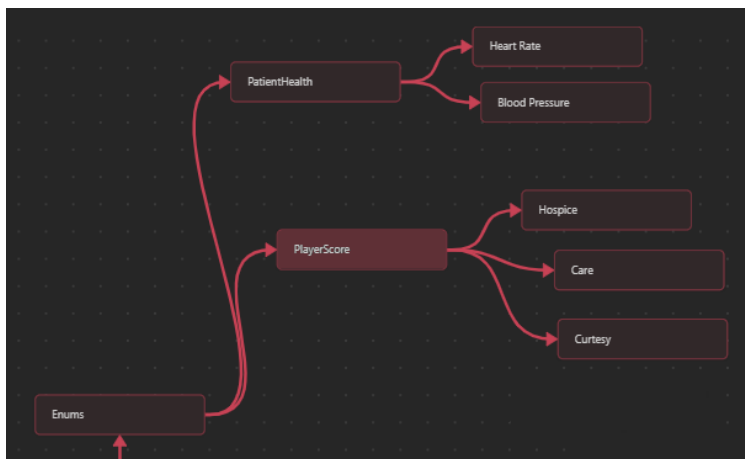 Heart Rate
PatientHealth
Blood Pressure
Hospice
PlayerScore
Care
Curtesy
Enums